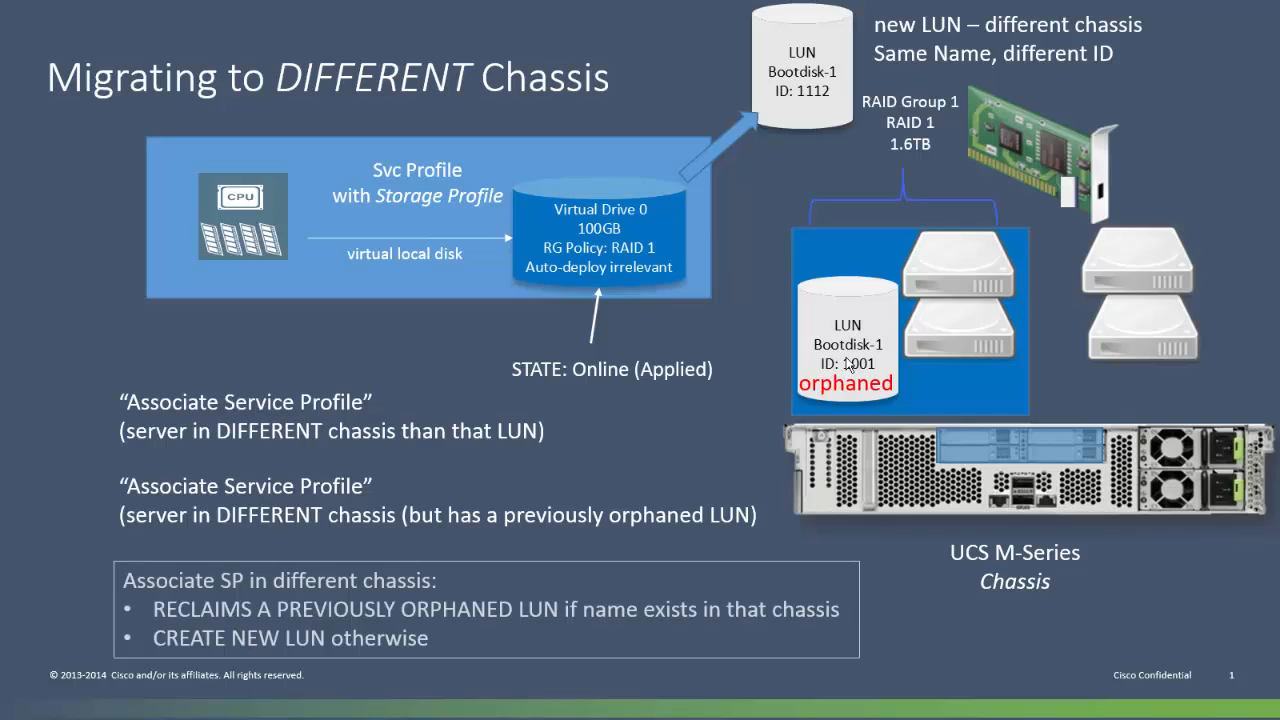 Migrating to DIFFERENT Chassis
LUN
Bootdisk-1
ID: 1112
new LUN – different chassis
Same Name, different ID
RAID Group 1
RAID 1
1.6TB
CPU
Svc Profile
with Storage Profile
virtual local disk
Virtual Drive 0
100GB
RG Policy: RAID 1
Auto-deploy irrelevant
STATE: Online (Applied)
LUN
Bootdisk-1
ID: 1001
orphaned
“Associate Service Profile”
(server in DIFFERENT chassis than that LUN)
“Associate Service Profile”
(server in DIFFERENT chassis (but has a previously orphaned LUN)
UCS M-Series
Chassis
Associate SP in different chassis:
• RECLAIMS A PREVIOUSLY ORPHANED LUN if name exists in that chassis
• CREATE NEW LUN otherwise
© 2013-2014 Cisco and/or its affiliates. All rights reserved.
Cisco Confidential
1